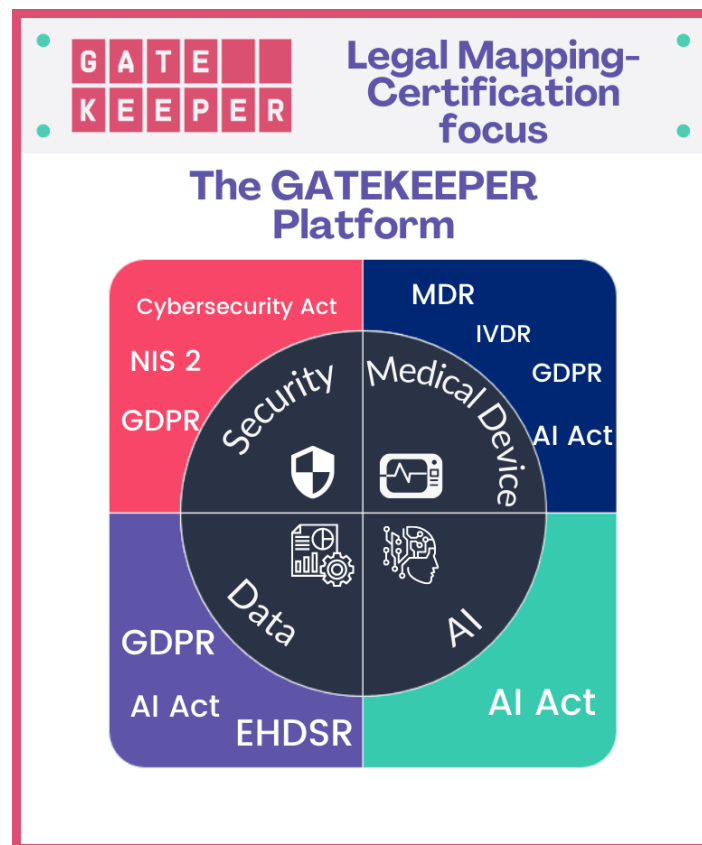 GATE
KEEPER
Legal Mapping-
Certification
focus
The GATEKEEPER
Platform
Cybersecurity Act
NIS 2
GDPR
Security
MDR
IVDR
GDPR
AI Act
Medical Device
GDPR
AI Act
EHDSR
Data
AI
AI Act